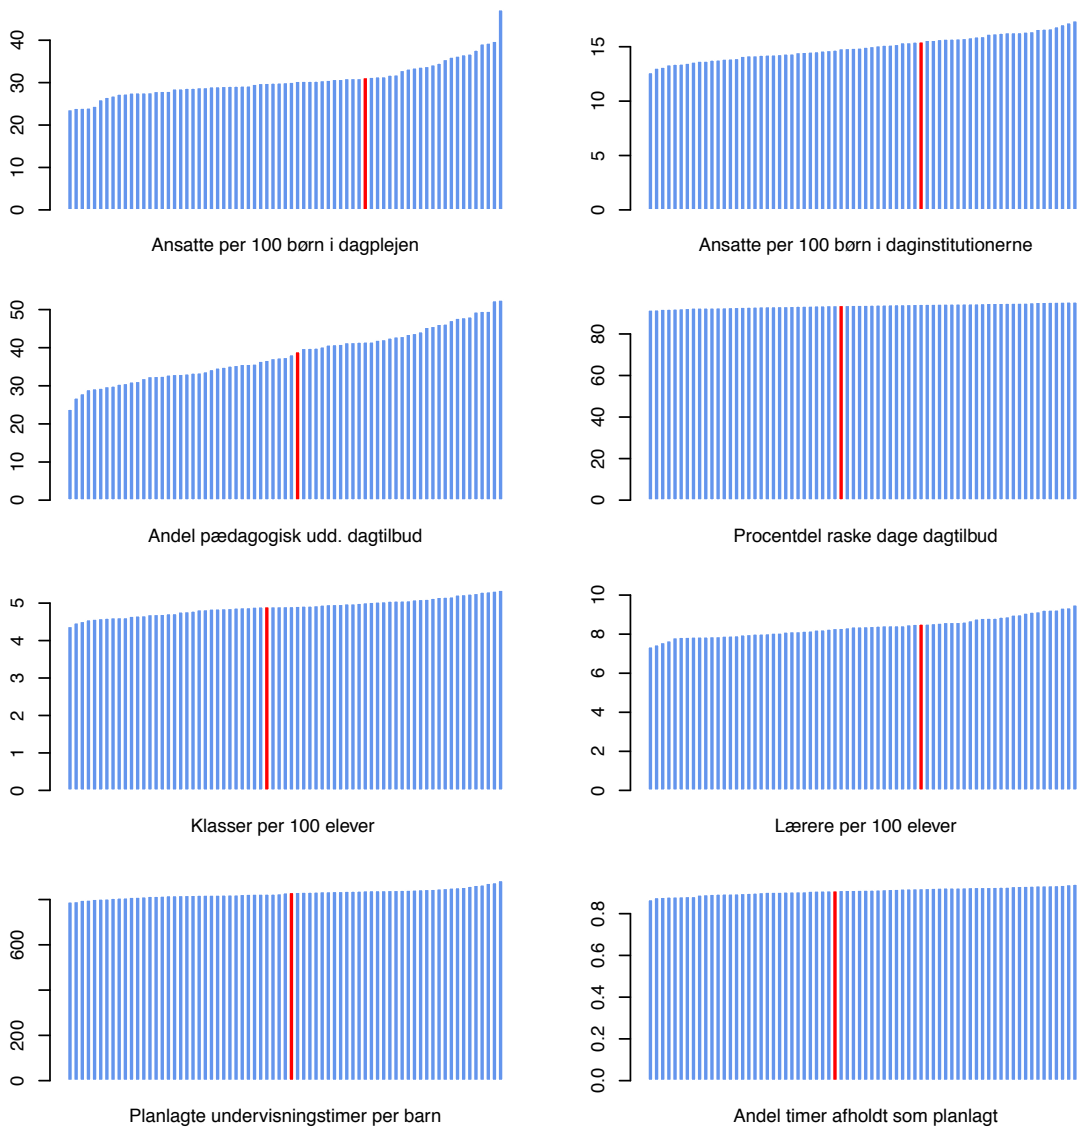 0 10 20 30 40
Ansatte per 100 børn i dagplejen
0 5 10 15
Ansatte per 100 børn i daginstitutionerne
0 10 20 30 40 50
Andel pædagogisk udd. dagtilbud
0 20 40 60 80
Procentdel raske dage dagtilbud
0 1 2 3 4 5
Klasser per 100 elever
0 2 4 6 8 10
Lærere per 100 elever
0 200 600
Planlagte undervisningstimer per barn
0.0 0.2 0.4 0.6 0.8
Andel timer afholdt som planlagt